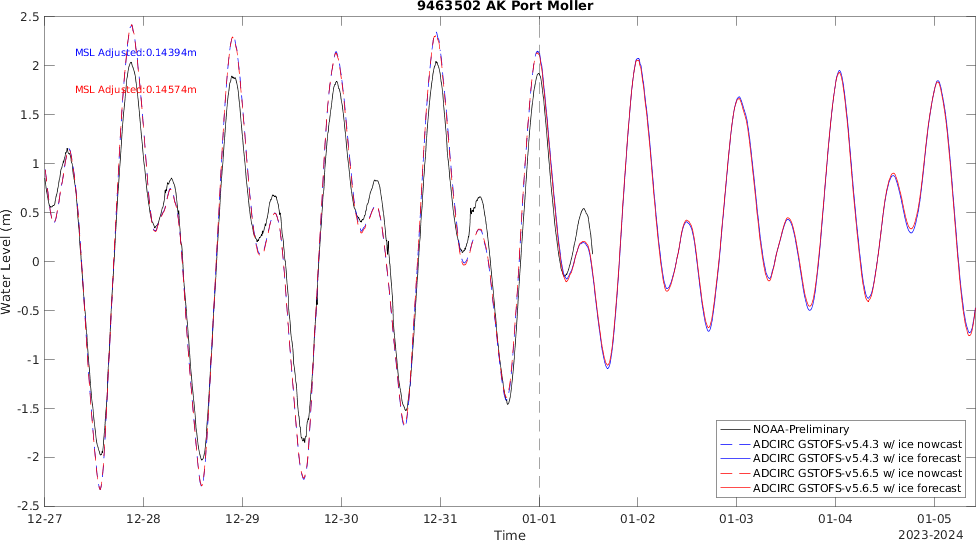 9463502 AK Port Moller
MSL Adjusted:0.14394m
MSL Adjusted:0.14574m
Water Level (m)
2.5
2
1.5
1
0.5
0
-0.5
-1
-1.5
-2
-2.5
12-27
12-28
12-29
12-30
12-31
01-01
01-02
01-03
01-04
01-05
Time
2023-2024
NOAA-Preliminary
ADCIRC GSTOFS-v5.4.3 w/ ice nowcast
ADCIRC GSTOFS-v5.4.3 w/ ice forecast
ADCIRC GSTOFS-v5.6.5 w/ ice nowcast
ADCIRC GSTOFS-v5.6.5 w/ ice forecast